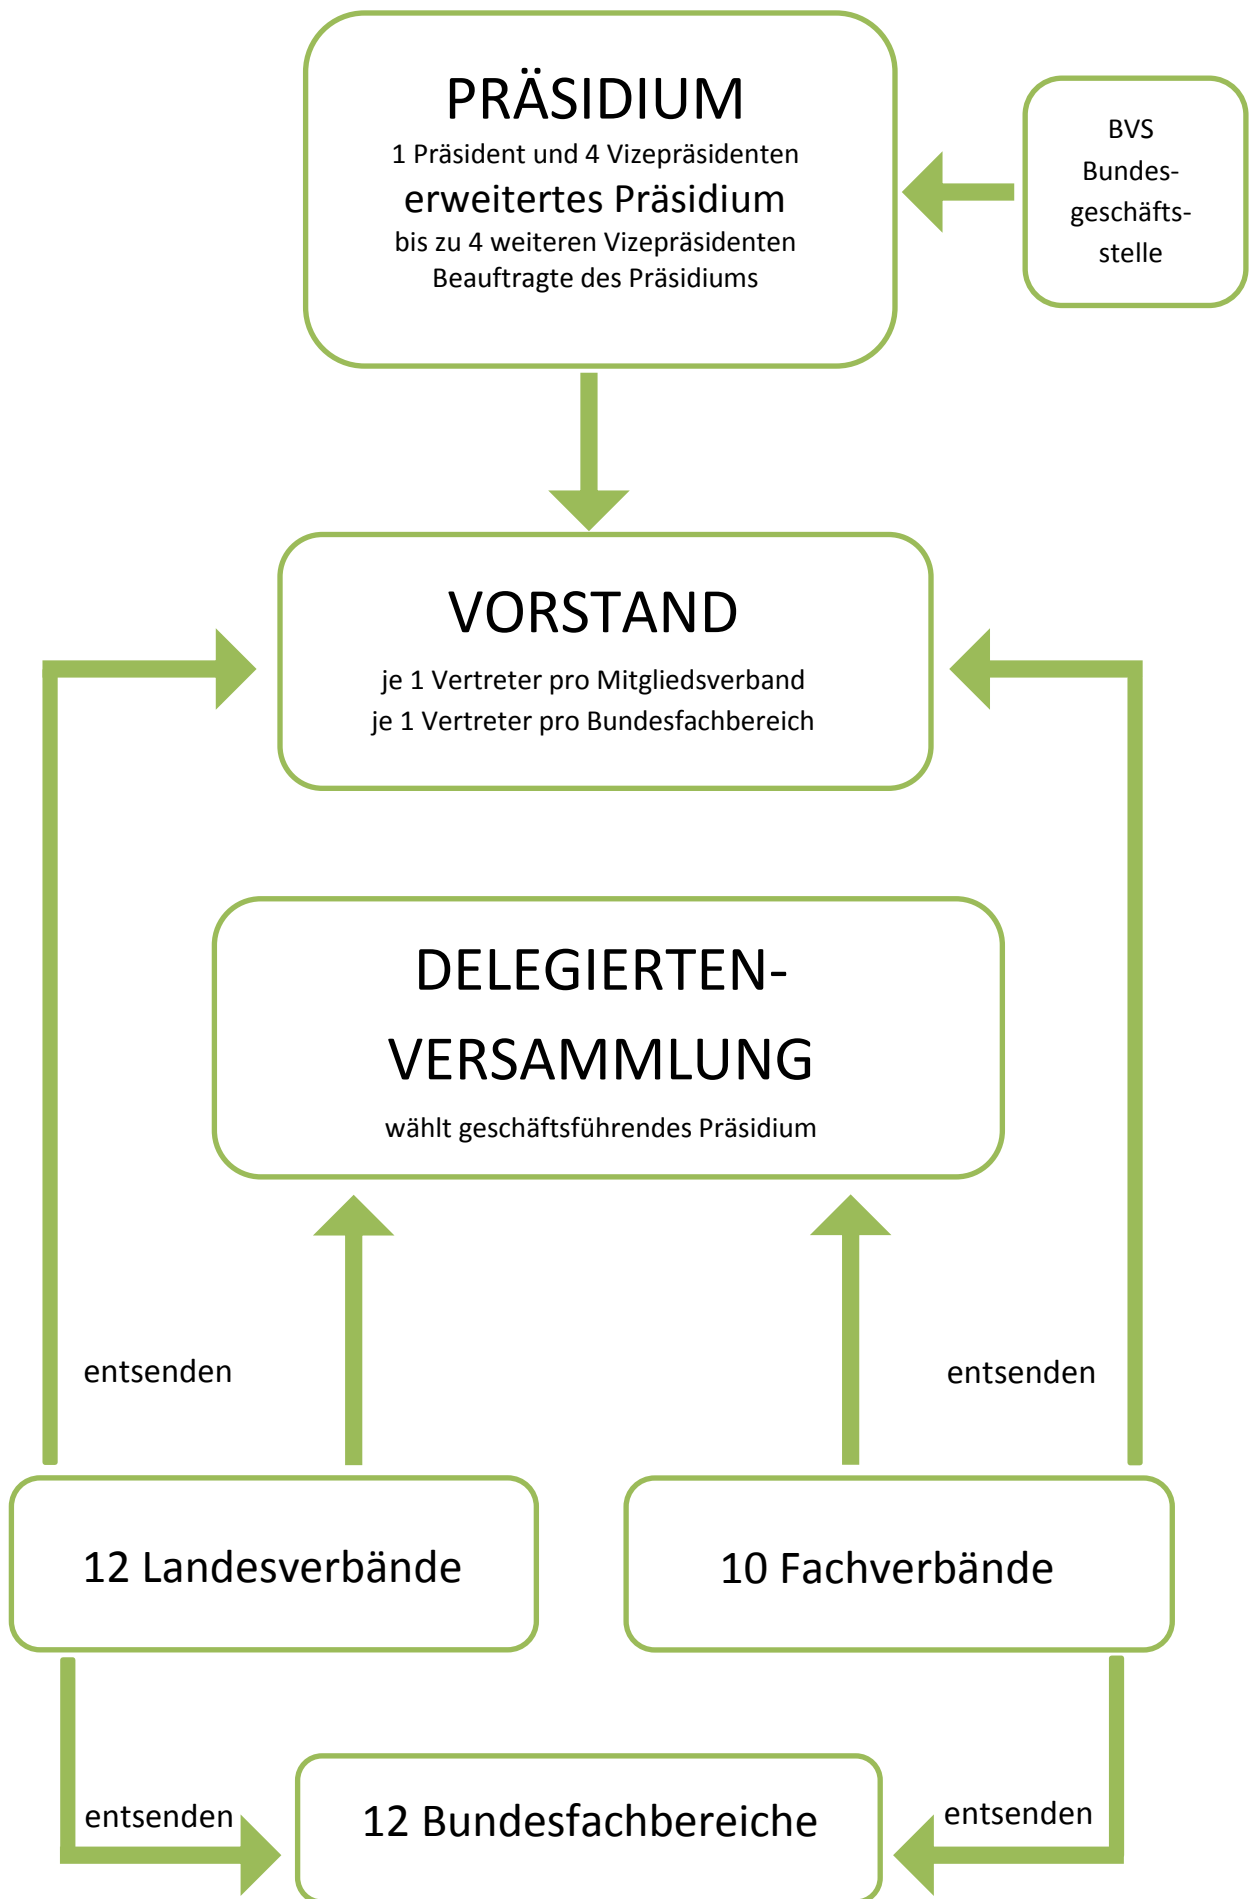 PRÄSIDIUM
1 Präsident und 4 Vizepräsidenten
erweitertes Präsidium
bis zu 4 weiteren Vizepräsidenten
Beauftragte des Präsidiums
BVS
Bundes-
geschäfts-
stelle
VORSTAND
je 1 Vertreter pro Mitgliedsverband
je 1 Vertreter pro Bundesfachbereich
DELEGIERTEN-
VERSAMMLUNG
wählt geschäftsführendes Präsidium
entsenden
entsenden
12 Landesverbände
10 Fachverbände
entsenden
entsenden
12 Bundesfachbereiche